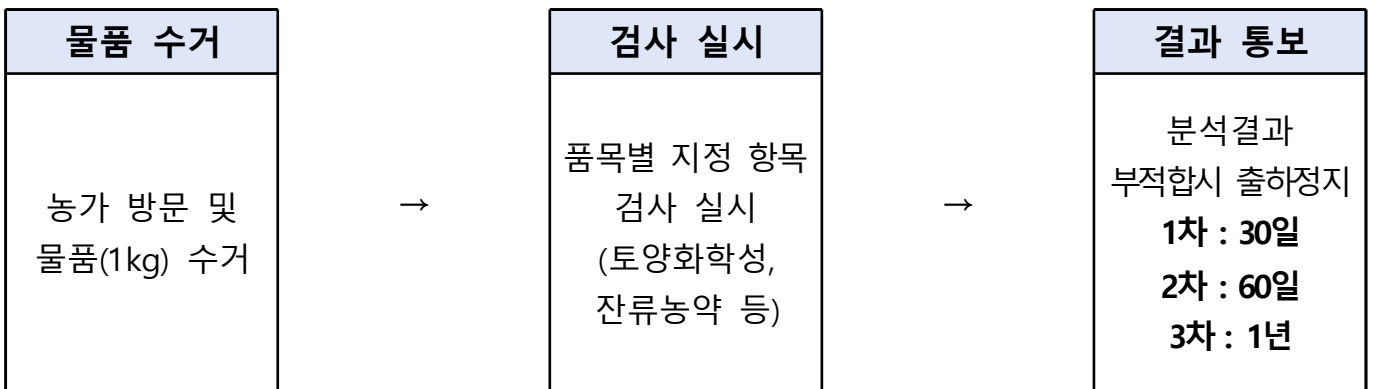 물품 수거
농가 방문 및
물품(1kg) 수거
→
검사 실시
품목별 지정 항목
검사 실시
(토양화학성,
잔류농약 등)
→
결과 통보
분석결과
부적합시 출하정지
1차 : 30일
2차 : 60일
3차 : 1년